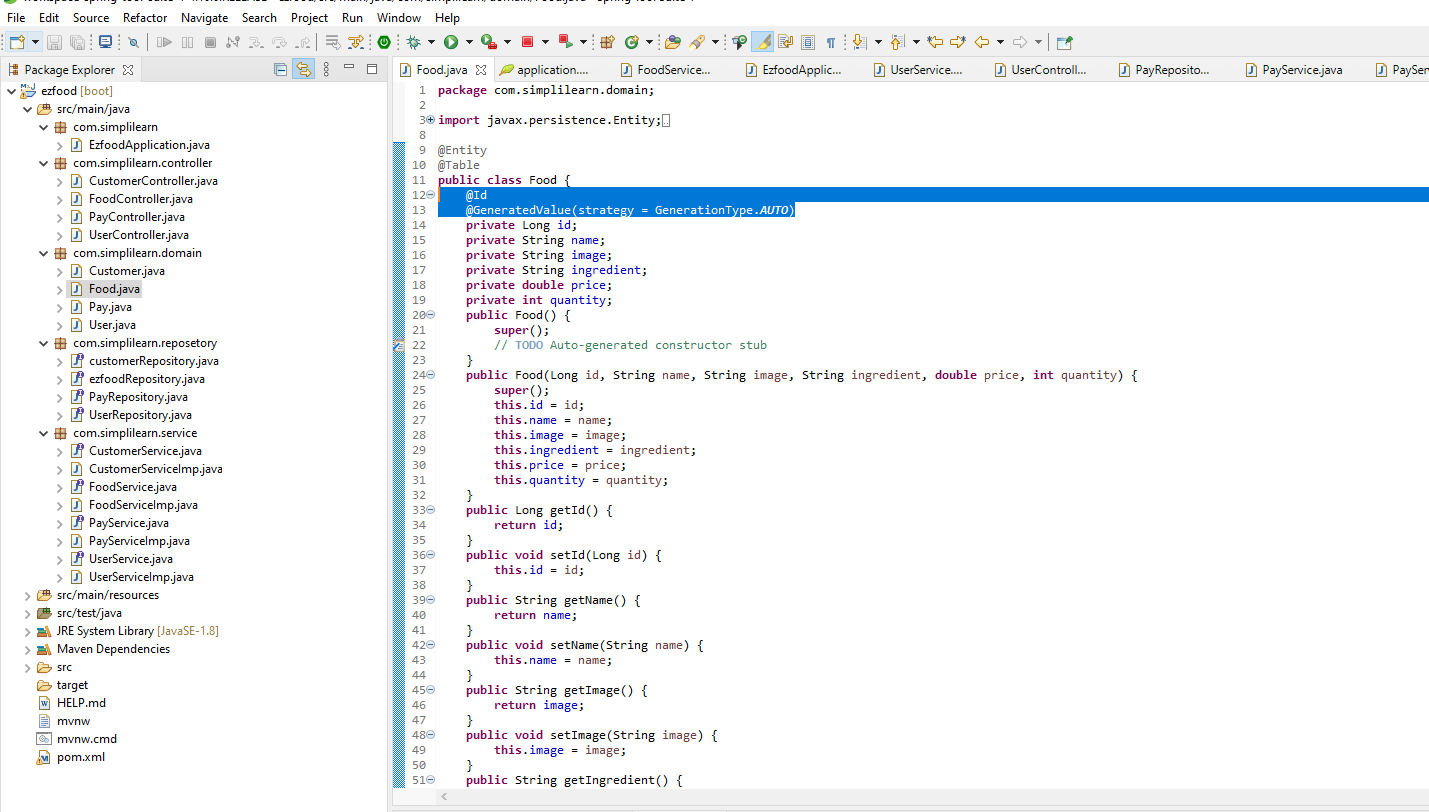 File Edit Source Refactor Navigate Search Project Run Window Help
Package Explorer
ezfood [boot]
src/main/java
com.simplilearn
EzfoodApplication.java
com.simplilearn.controller
CustomerController.java
FoodController.java
PayController.java
UserController.java
com.simplilearn.domain
Customer.java
Food.java
Pay.java
User.java
com.simplilearn.reposetory
customerRepository.java
ezfoodRepository.java
PayRepository.java
UserRepository.java
com.simplilearn.service
CustomerService.java
CustomerServiceImp.java
FoodService.java
FoodServiceImp.java
PayService.java
PayServiceImp.java
UserService.java
UserServiceImp.java
src/main/resources
src/test/java
JRE System Library [JavaSE-1.8]
Maven Dependencies
src
target
HELP.md
mvnw
mvnw.cmd
pom.xml
Food.java application.... FoodService... EzfoodApplic... UserService.... UserControll... PayReposito... PayService.java PaySer
1 package com.simplilearn.domain;
2
3 import javax.persistence.Entity;
8
9 @Entity
10 @Table
11 public class Food {
12 @Id
13 @GeneratedValue(strategy = GenerationType.AUTO)
14 private Long id;
15 private String name;
16 private String image;
17 private String ingredient;
18 private double price;
19 private int quantity;
20 public Food() {
21 super();
22 // TODO Auto-generated constructor stub
23 }
24 public Food(Long id, String name, String image, String ingredient, double price, int quantity) {
25 super();
26 this.id = id;
27 this.name = name;
28 this.image = image;
29 this.ingredient = ingredient;
30 this.price = price;
31 this.quantity = quantity;
32 }
33 public Long getId() {
34 return id;
35 }
36 public void setId(Long id) {
37 this.id = id;
38 }
39 public String getName() {
40 return name;
41 }
42 public void setName(String name) {
43 this.name = name;
44 }
45 public String getImage() {
46 return image;
47 }
48 public void setImage(String image) {
49 this.image = image;
50 }
51 public String getIngredient() {